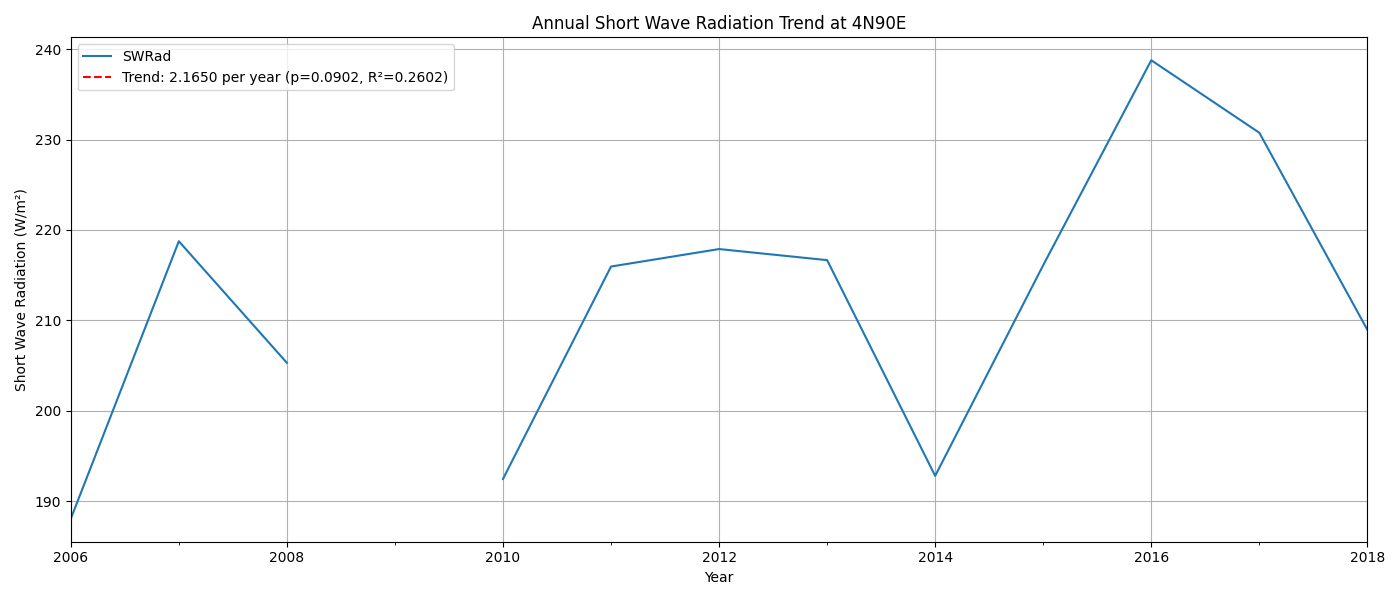 Annual Short Wave Radiation Trend at 4N90E
SWRad
Trend: 2.1650 per year (p=0.0902, R²=0.2602)
Short Wave Radiation (W/m²)
240
230
220
210
200
190
2006 2008 2010 2012 2014 2016 2018
Year